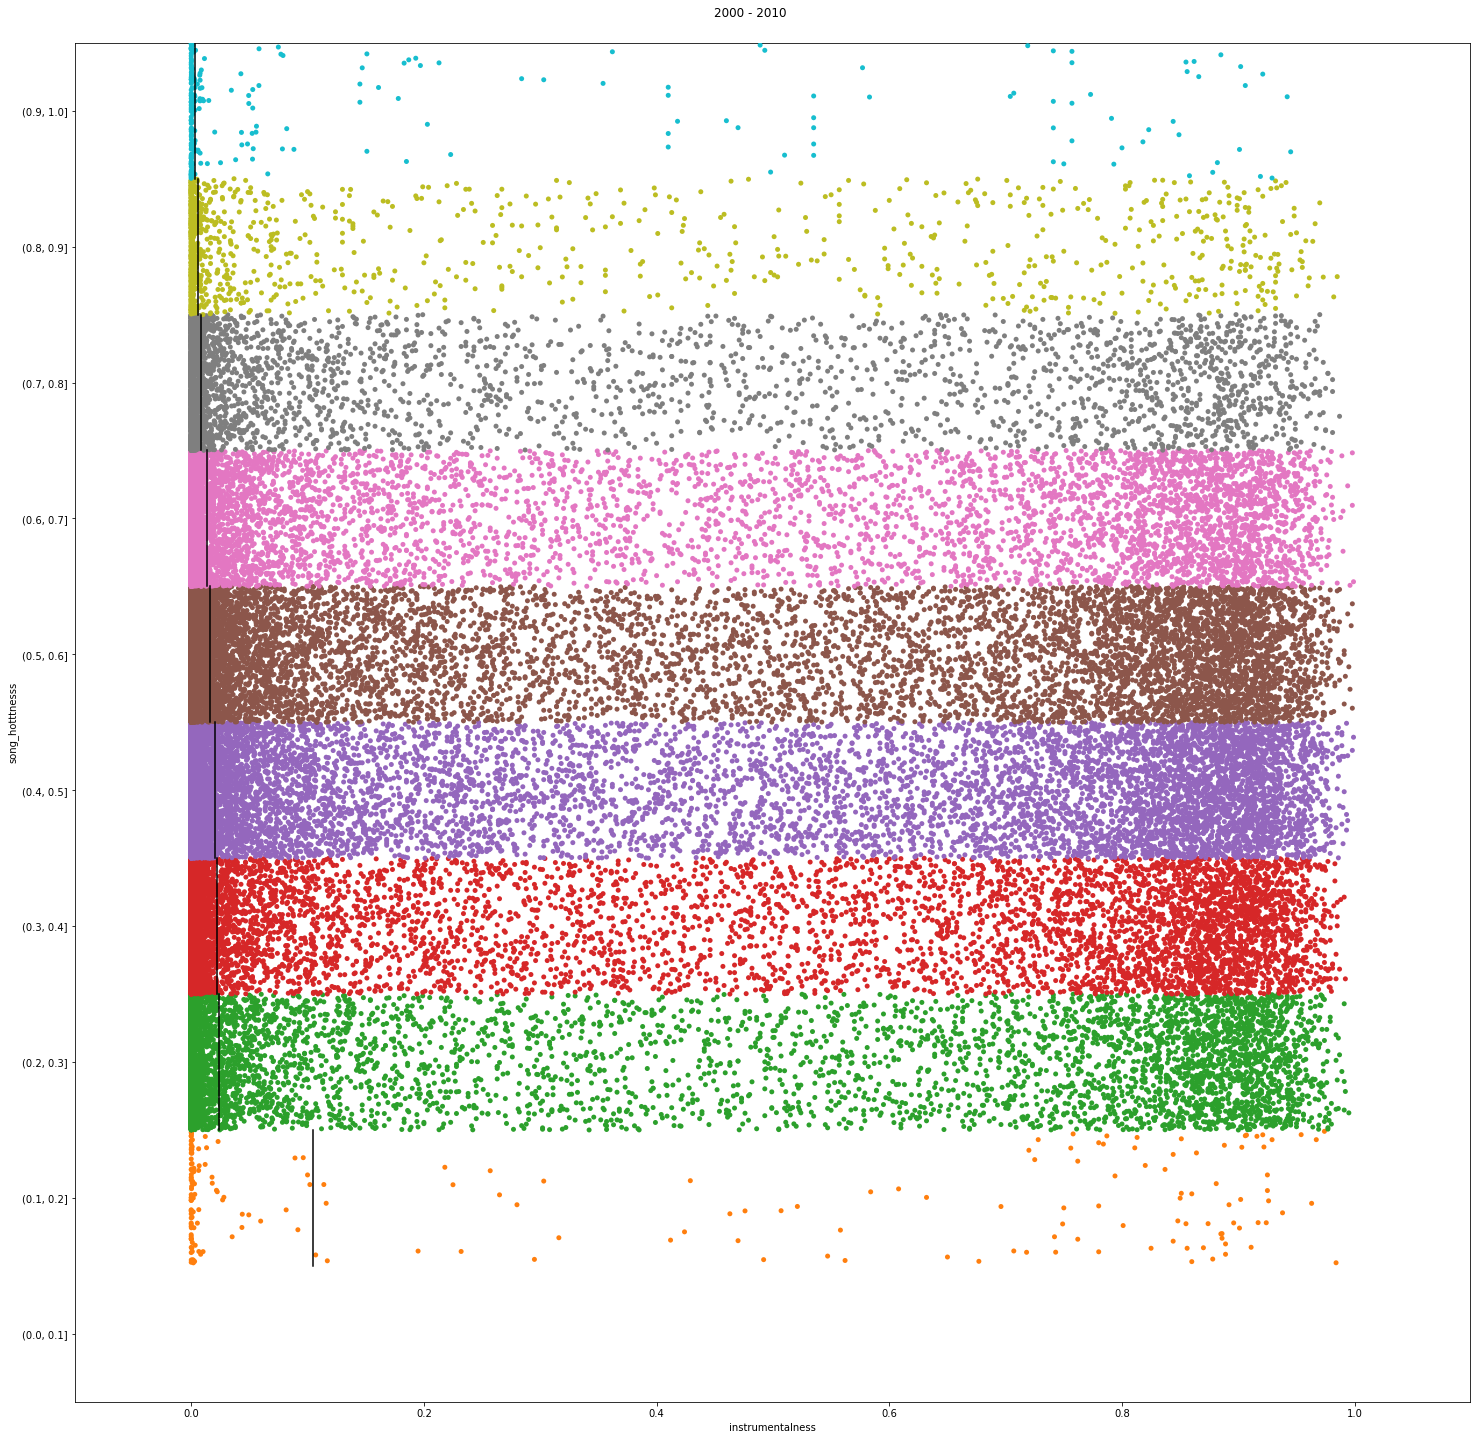 2000 - 2010
(0.9, 1.0]
(0.8, 0.9]
(0.7, 0.8]
(0.6, 0.7]
(0.5, 0.6]
(0.4, 0.5]
(0.3, 0.4]
(0.2, 0.3]
(0.1, 0.2]
(0.0, 0.1]
song_hotttnesss
0.0 0.2 0.4 0.6 0.8 1.0
instrumentalness